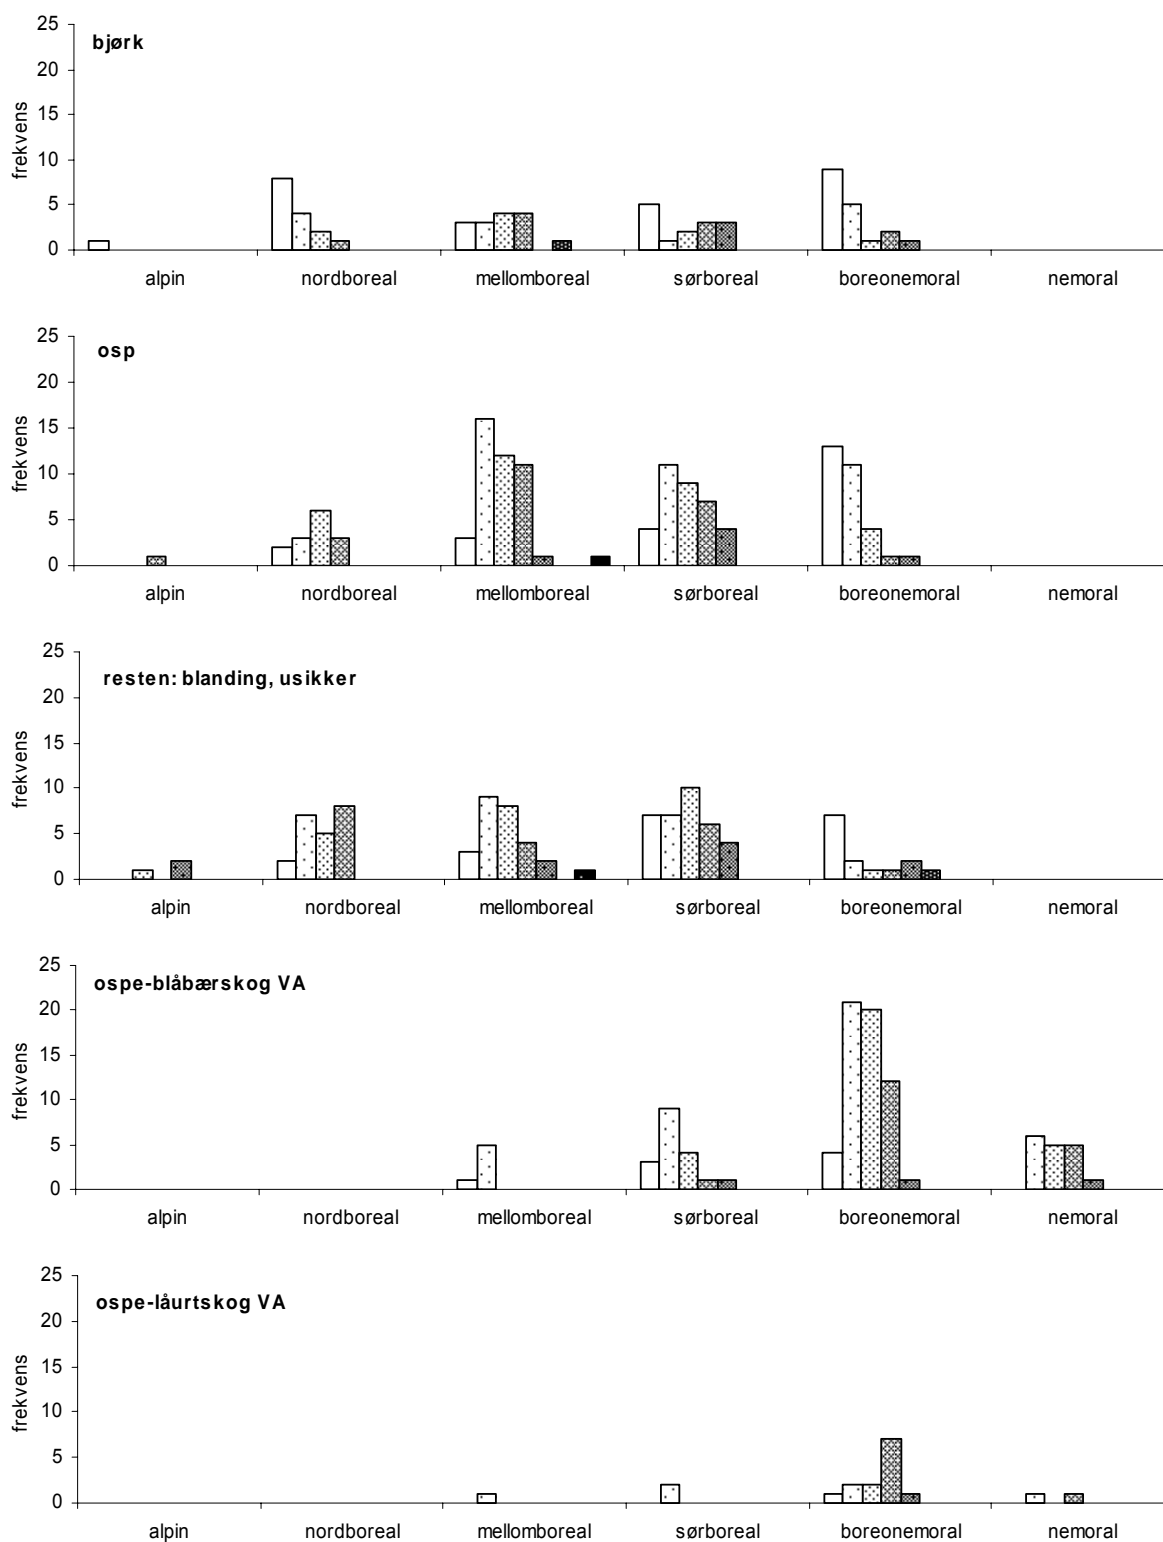 bjørk
frekvens
25
20
15
10
5
0
alpin nordboreal mellomboreal sørboreal boreonemoral nemoral
osp
frekvens
25
20
15
10
5
0
alpin nordboreal mellomboreal sørboreal boreonemoral nemoral
resten: blanding, usikker
frekvens
25
20
15
10
5
0
alpin nordboreal mellomboreal sørboreal boreonemoral nemoral
ospe-blåbærskog VA
frekvens
25
20
15
10
5
0
alpin nordboreal mellomboreal sørboreal boreonemoral nemoral
ospe-låurtskog VA
frekvens
25
20
15
10
5
0
alpin nordboreal mellomboreal sørboreal boreonemoral nemoral